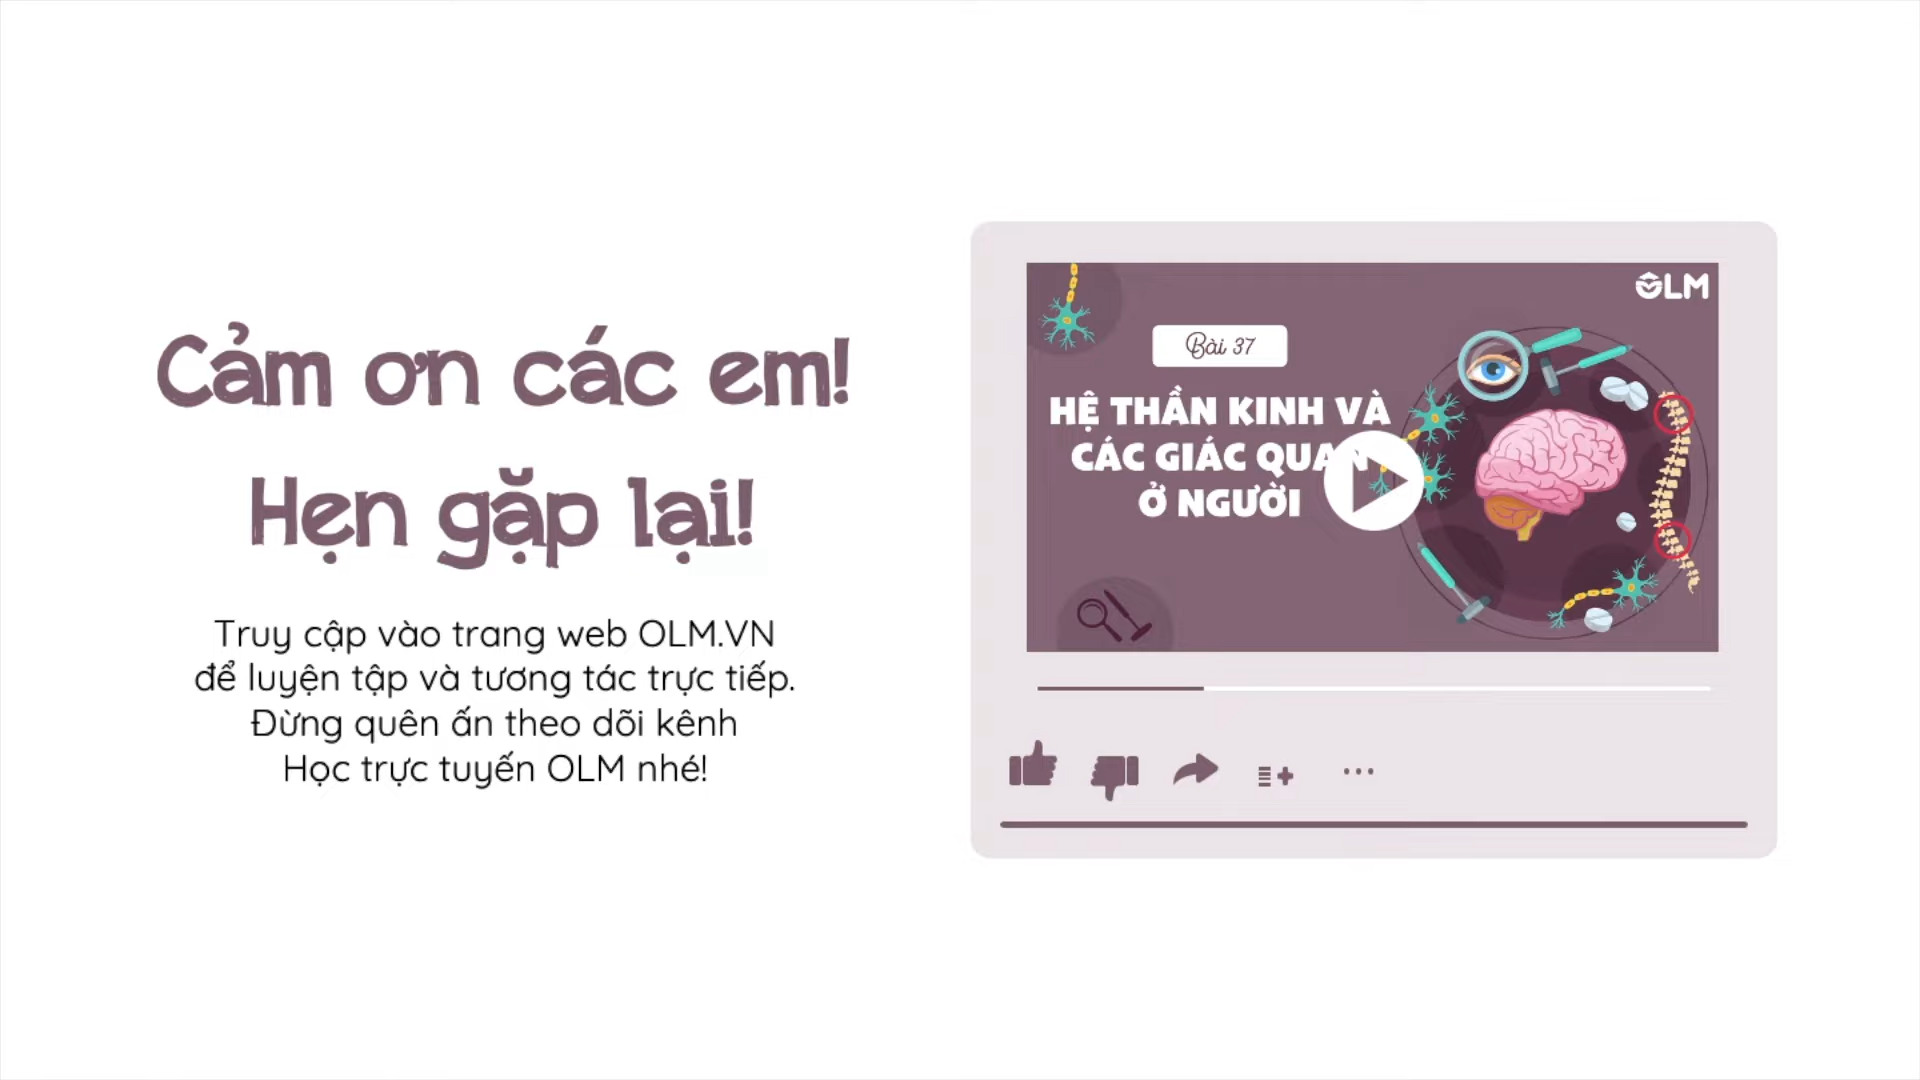 Cảm ơn các em!
Hẹn gặp lại!
Truy cập vào trang web OLM.VN
để luyện tập và tương tác trực tiếp.
Đừng quên ấn theo dõi kênh
Học trực tuyến OLM nhé!
OLM
Bài 37
HỆ THẦN KINH VÀ
CÁC GIÁC QUAN
Ở NGƯỜI